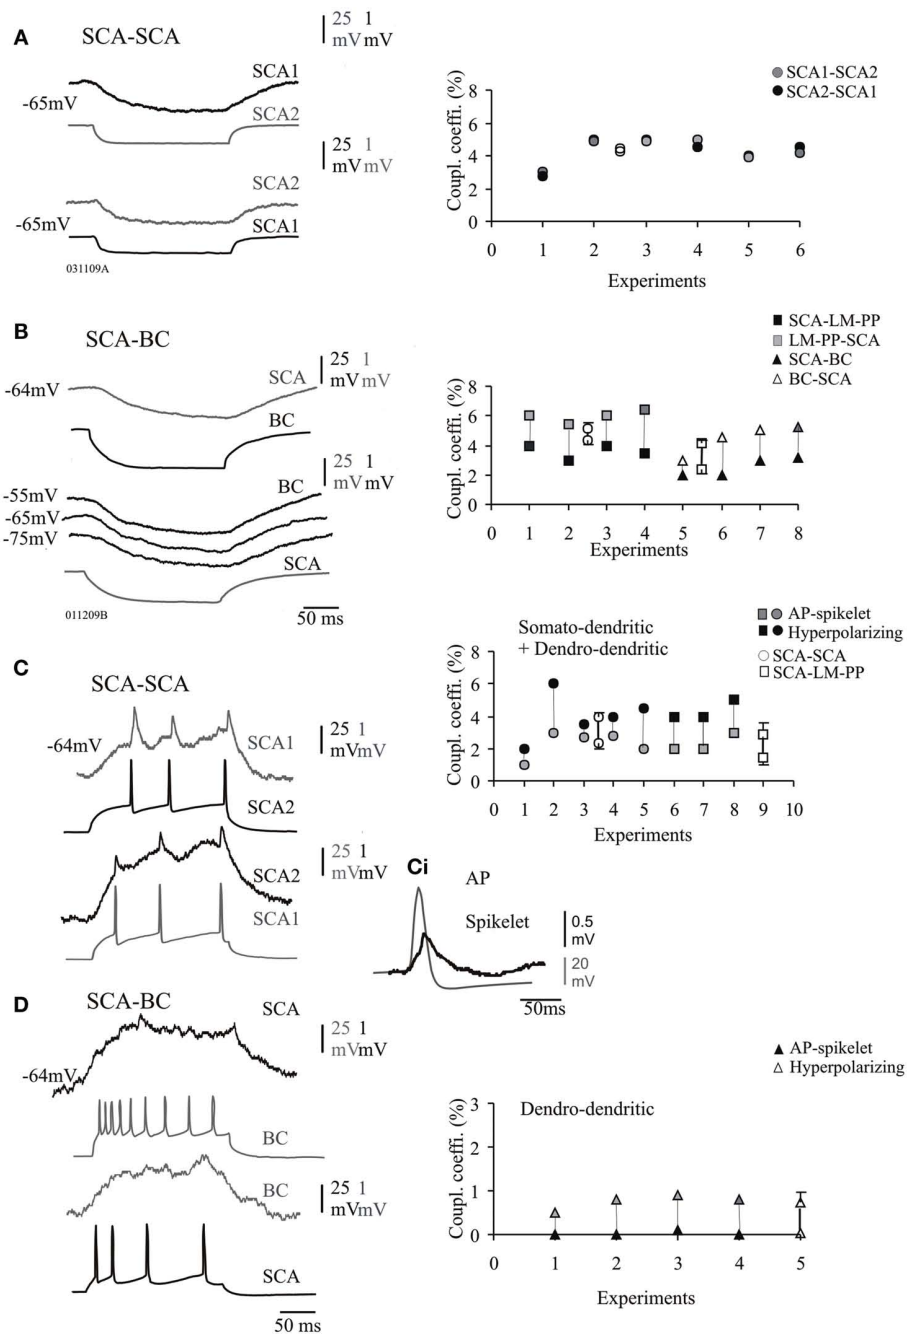 A
SCA-SCA
25 1
mV mV
SCA1
-65mV
SCA2
25 1
mV mV
SCA2
-65mV
SCA1
031109A
SCA1-SCA2
SCA2-SCA1
Coupl. coeffi. (%)
8
6
4
2
0
0 1 2 3 4 5 6
Experiments
B
SCA-BC
25 1
mV mV
SCA
-64mV
BC
25 1
mV mV
BC
-55mV
-65mV
-75mV
SCA
011209B
50 ms
SCA-LM-PP
LM-PP-SCA
SCA-BC
BC-SCA
Coupl. coeffi. (%)
8
6
4
2
0
0 1 2 3 4 5 6 7 8
Experiments
C
SCA-SCA
25 1
mVmV
-64mV
SCA1
SCA2
25 1
mVmV
SCA2
SCA1
AP-spikelet
Hyperpolarizing
SCA-SCA
SCA-LM-PP
Somato-dendritic
+ Dendro-dendritic
Coupl. coeffi. (%)
8
6
4
2
0
0 1 2 3 4 5 6 7 8 9 10
Experiments
Ci
AP
Spikelet
0.5
mV
20
mV
50ms
D
SCA-BC
SCA
25 1
mVmV
-64mV
BC
BC
25 1
mVmV
SCA
50 ms
AP-spikelet
Hyperpolarizing
Dendro-dendritic
Coupl. coeffi. (%)
3
2
1
0
0 1 2 3 4 5
Experiments